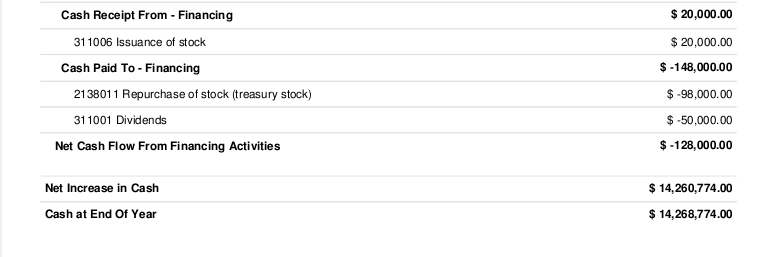 Cash Receipt From - Financing $ 20,000.00
311006 Issuance of stock $ 20,000.00
Cash Paid To - Financing $ -148,000.00
2138011 Repurchase of stock (treasury stock) $ -98,000.00
311001 Dividends $ -50,000.00
Net Cash Flow From Financing Activities $ -128,000.00
Net Increase in Cash $ 14,260,774.00
Cash at End Of Year $ 14,268,774.00